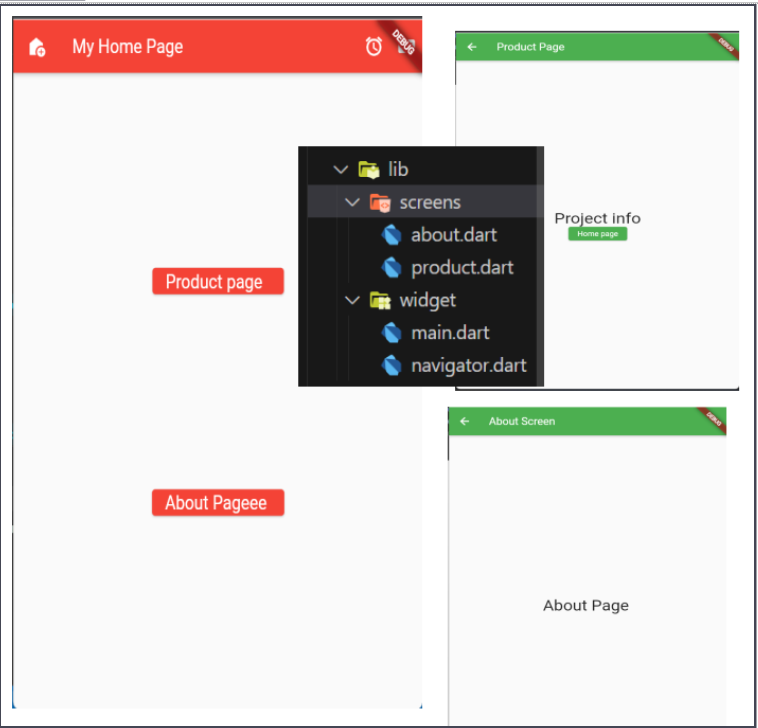 My Home Page
DEBUG
Product page
About Pageee
lib
screens
about.dart
product.dart
widget
main.dart
navigator.dart
Product Page
DEBUG
Project info
Home page
About Screen
DEBUG
About Page